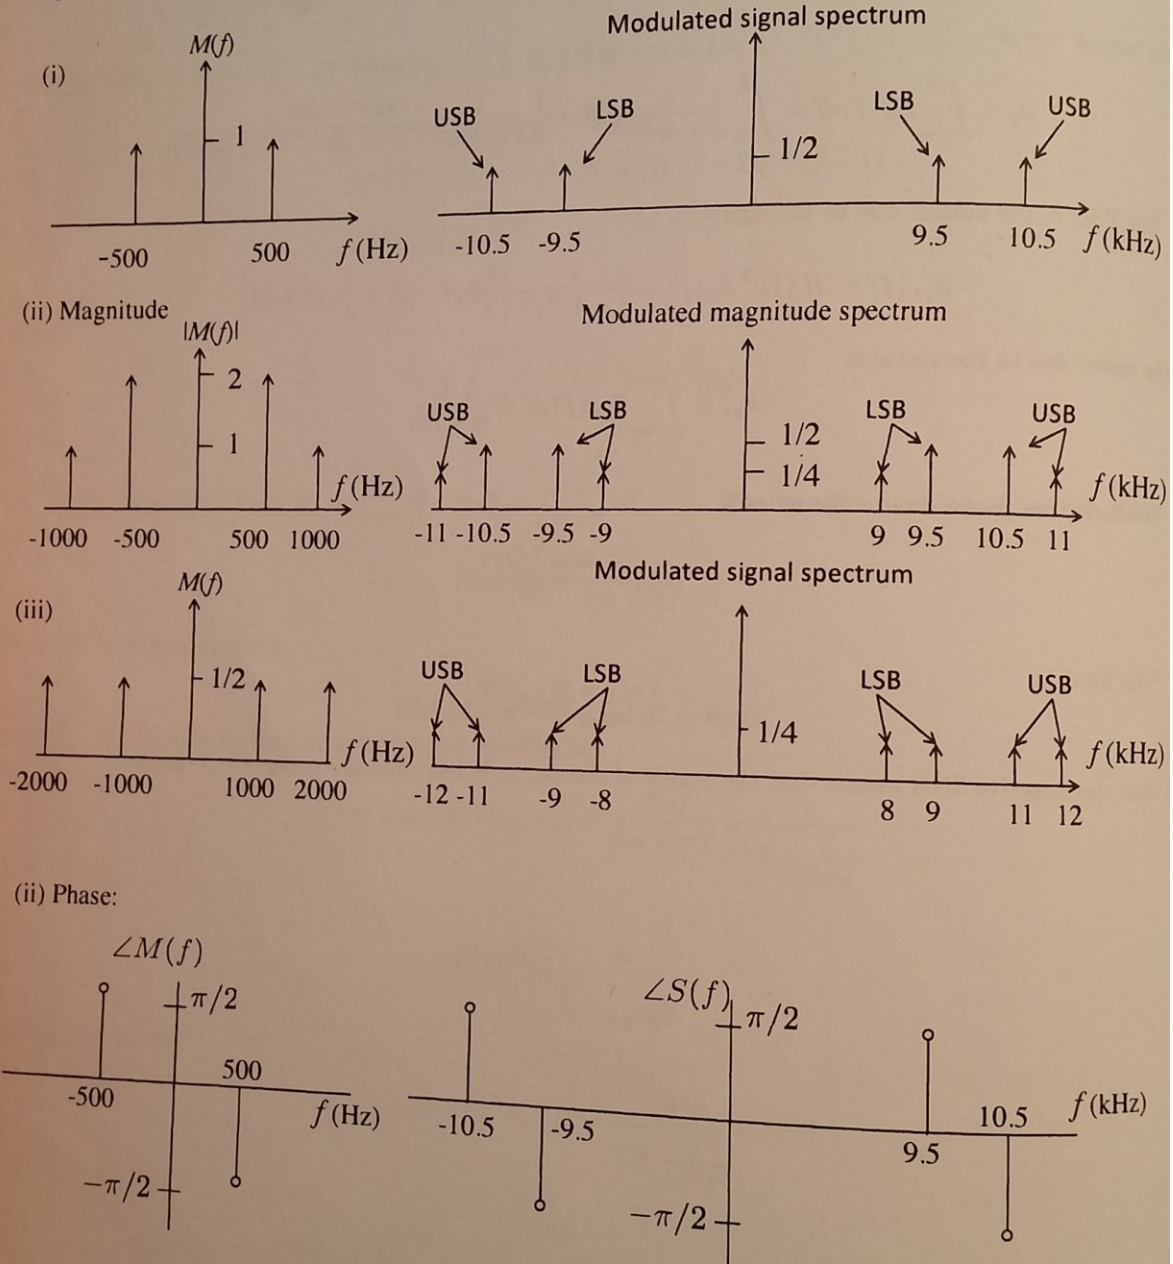 Modulated signal spectrum
(i)
M(f)
1
-500
500
f(Hz)
USB
LSB
1/2
LSB
USB
-10.5
-9.5
9.5
10.5
f(kHz)
(ii) Magnitude
|M(f)|
2
1
f(Hz)
-1000
-500
500
1000
Modulated magnitude spectrum
USB
LSB
1/2
1/4
LSB
USB
f(kHz)
-11
-10.5
-9.5
-9
9
9.5
10.5
11
(iii)
M(f)
1/2
f(Hz)
-2000
-1000
1000
2000
Modulated signal spectrum
USB
LSB
1/4
LSB
USB
f(kHz)
-12
-11
-9
-8
8
9
11
12
(ii) Phase:
∠M(f)
π/2
500
-500
f(Hz)
−π/2
∠S(f)
π/2
-10.5
-9.5
9.5
10.5
f(kHz)
−π/2